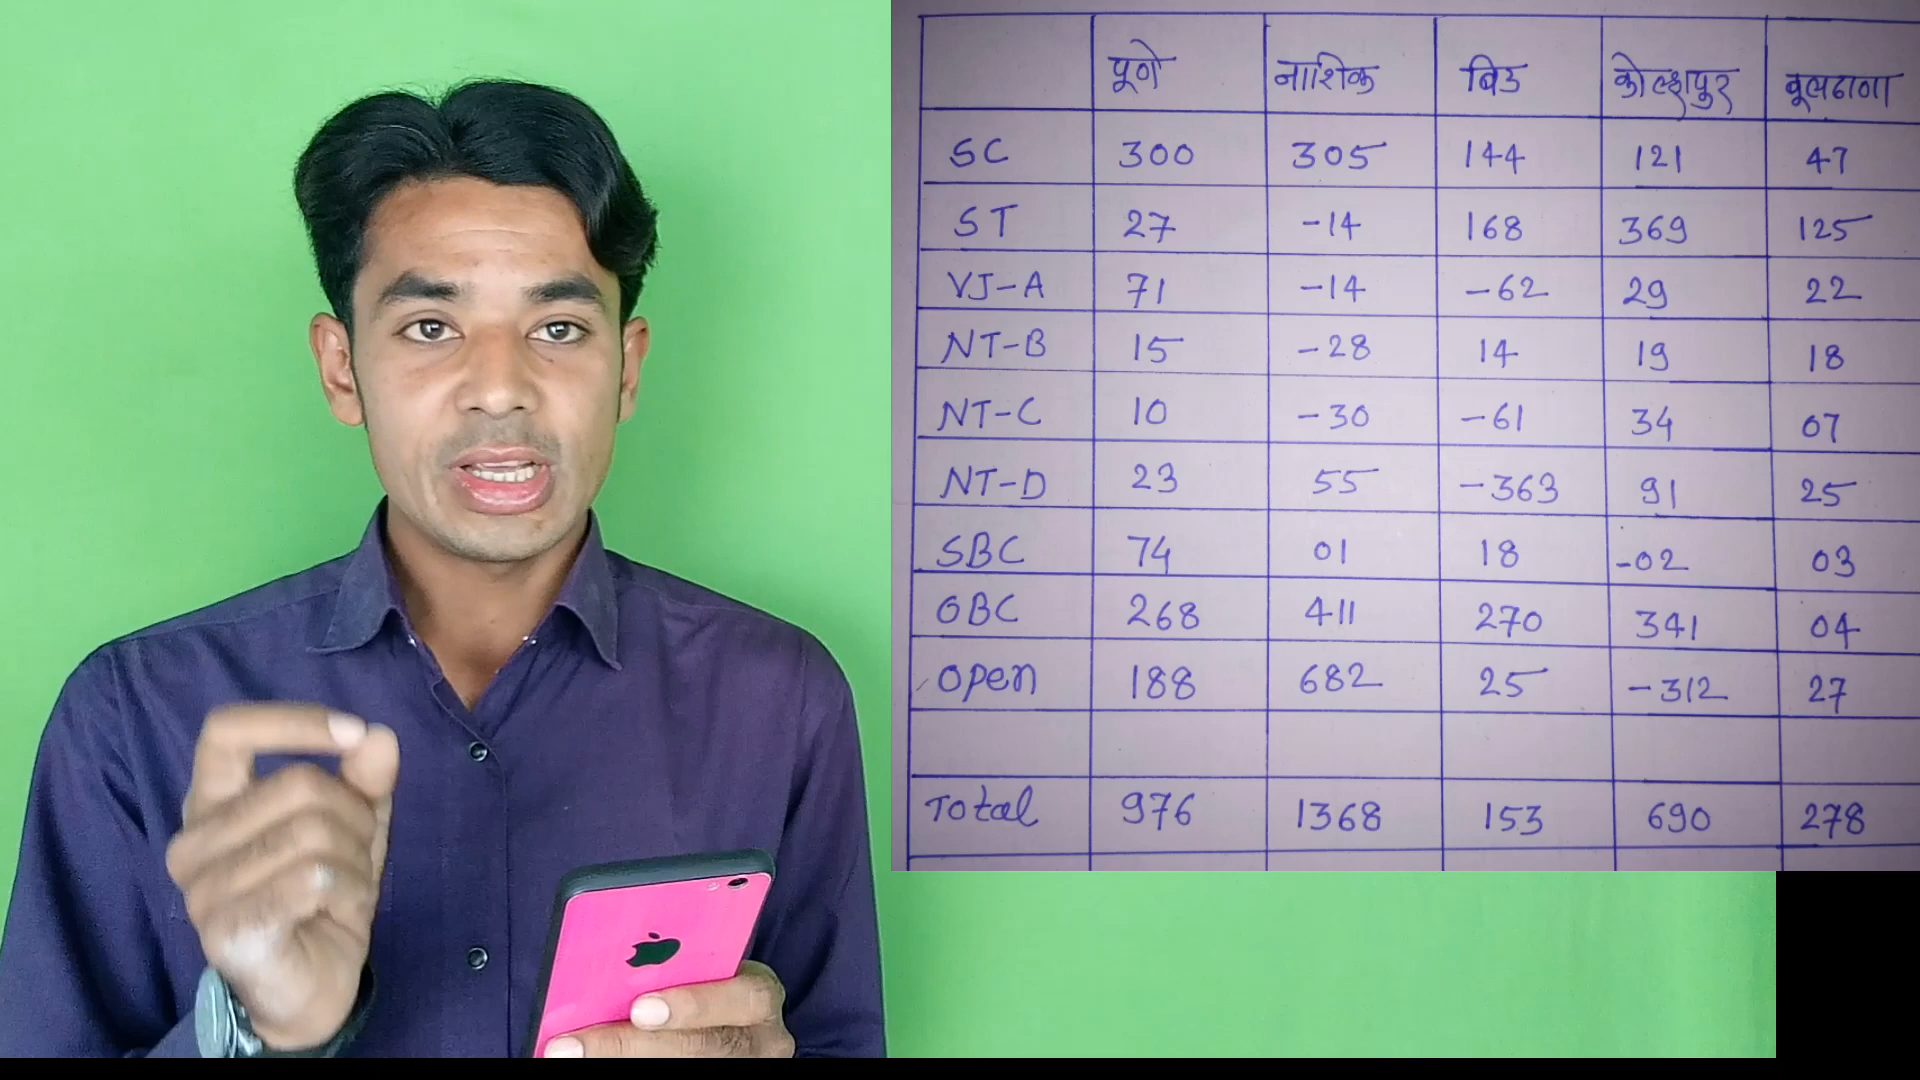 पूणे नाशिक बिड कोल्हापुर बूलढाणा
SC 300 305 144 121 47
ST 27 -14 168 369 125
VJ-A 71 -14 -62 29 22
NT-B 15 -28 14 19 18
NT-C 10 -30 -61 34 07
NT-D 23 55 -363 91 25
SBC 74 01 18 -02 03
OBC 268 411 270 341 04
open 188 682 25 -312 27
Total 976 1368 153 690 278